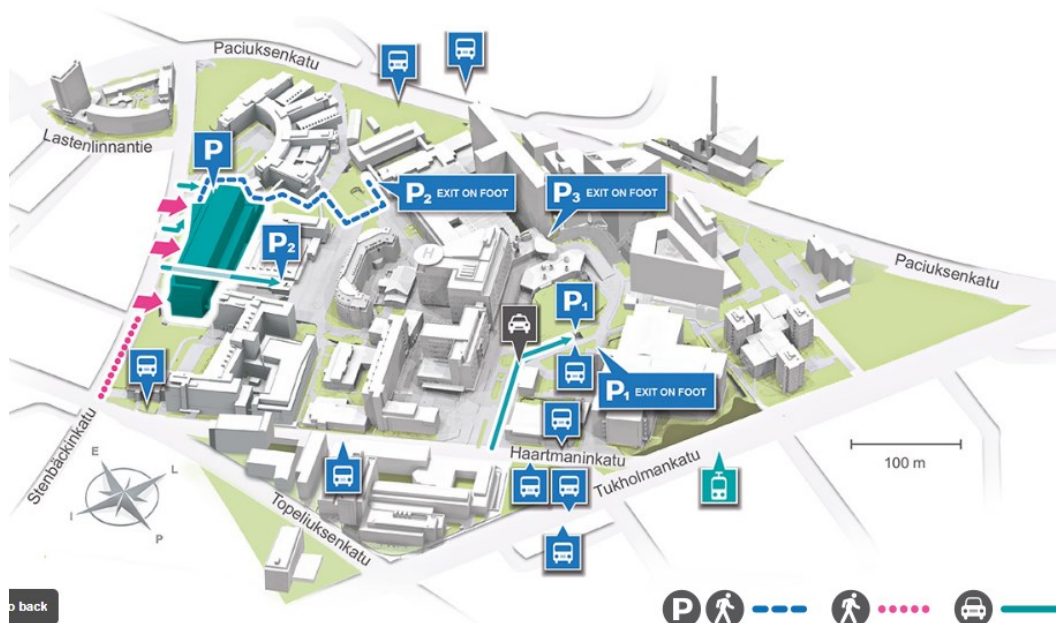 Paciuksenkatu
Lastenlinnantie
P
P2 EXIT ON FOOT
P3 EXIT ON FOOT
P2
H
Paciuksenkatu
P1
P1 EXIT ON FOOT
Stenbäckinkatu
Haartmaninkatu
Tukholmankatu
100 m
E
L
I
P
Topeliuksenkatu
o back
P